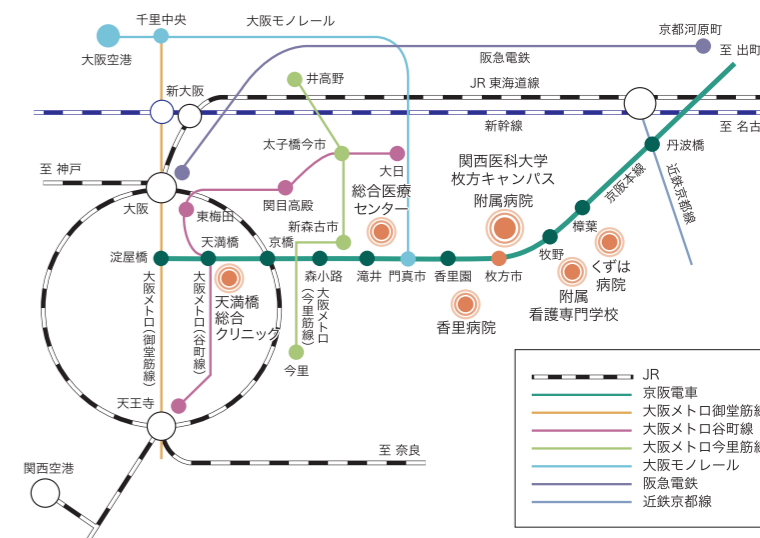 千里中央
大阪モノレール
京都河原町
大阪空港
阪急電鉄
至 出町
新大阪
井高野
JR 東海道線
新幹線
至 名古
太子橋今市
大日
関西医科大学
枚方キャンパス
附属病院
丹波橋
至 神戸
大阪
東梅田
関目高殿
総合医療
センター
京阪本線
近鉄京都線
新森古市
樟葉
淀屋橋
天満橋
京橋
森小路
滝井
門真市
香里園
枚方市
牧野
くずは
病院
大阪メトロ
(御堂筋線)
大阪メトロ
(谷町線)
天満橋
総合
クリニック
大阪メトロ
(今里筋線)
香里病院
附属
看護専門学校
今里
天王寺
至 奈良
関西空港
JR
京阪電車
大阪メトロ御堂筋線
大阪メトロ谷町線
大阪メトロ今里筋線
大阪モノレール
阪急電鉄
近鉄京都線